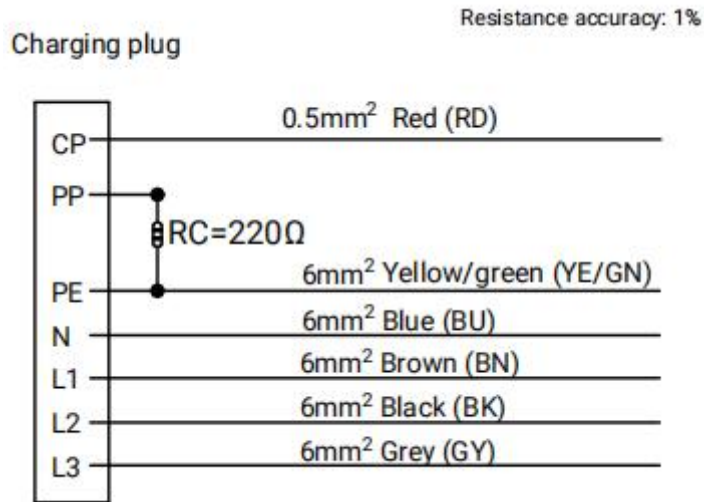 Resistance accuracy: 1%
Charging plug
CP
0.5mm² Red (RD)
PP
RC=220Ω
PE
6mm² Yellow/green (YE/GN)
N
6mm² Blue (BU)
L1
6mm² Brown (BN)
L2
6mm² Black (BK)
L3
6mm² Grey (GY)